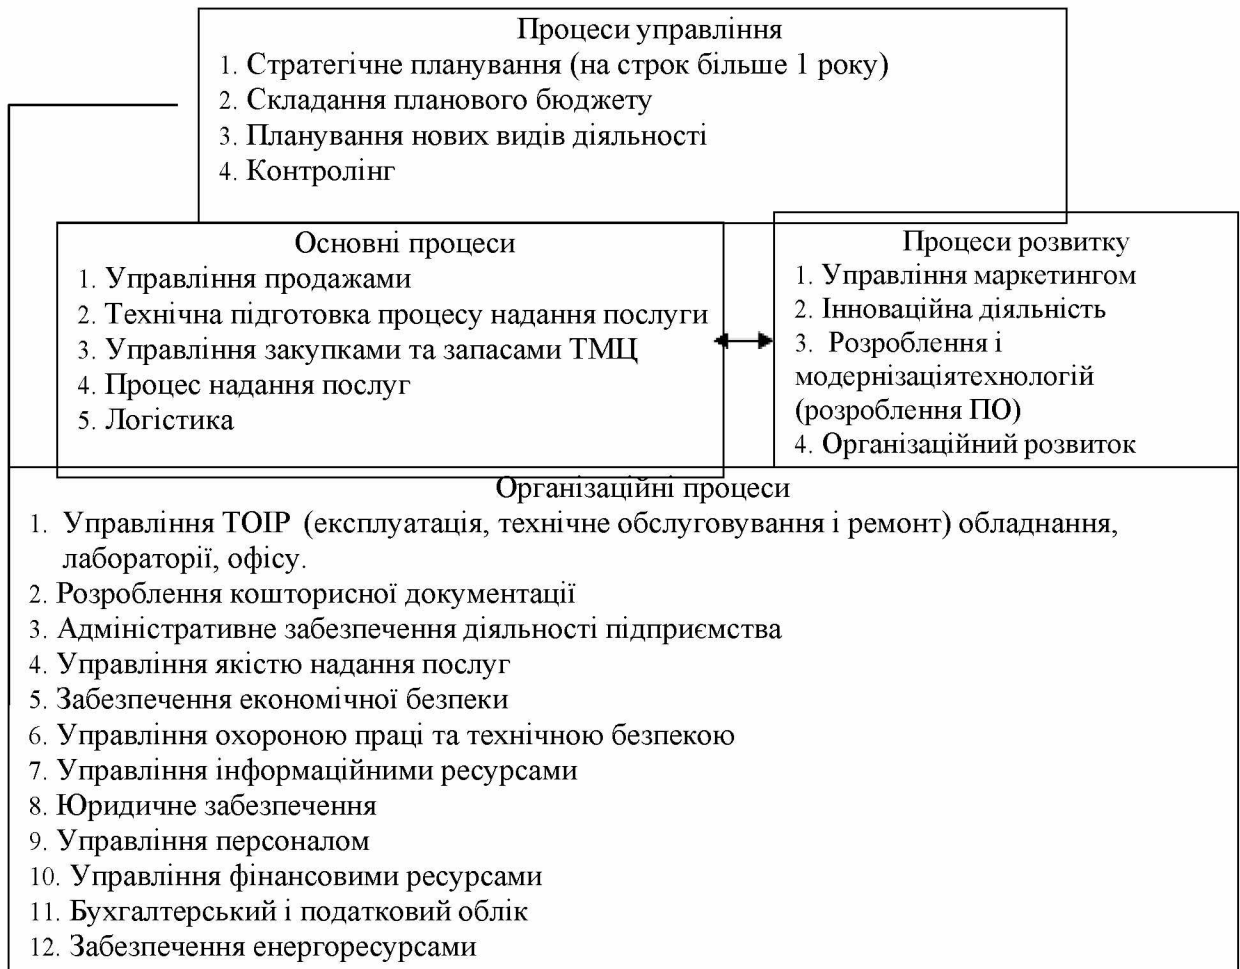 Процеси управління
1. Стратегічне планування (на строк більше 1 року)
2. Складання планового бюджету
3. Планування нових видів діяльності
4. Контролінг
Основні процеси
1. Управління продажами
2. Технічна підготовка процесу надання послуги
3. Управління закупками та запасами ТМЦ
4. Процес надання послуг
5. Логістика
Процеси розвитку
1. Управління маркетингом
2. Інноваційна діяльність
3. Розроблення і
модернізаціятехнологій
(розроблення ПО)
4. Організаційний розвиток
Організаційні процеси
1. Управління ТОІР (експлуатація, технічне обслуговування і ремонт) обладнання,
лабораторії, офісу.
2. Розроблення кошторисної документації
3. Адміністративне забезпечення діяльності підприємства
4. Управління якістю надання послуг
5. Забезпечення економічної безпеки
6. Управління охороною праці та технічною безпекою
7. Управління інформаційними ресурсами
8. Юридичне забезпечення
9. Управління персоналом
10. Управління фінансовими ресурсами
11. Бухгалтерський і податковий облік
12. Забезпечення енергоресурсами